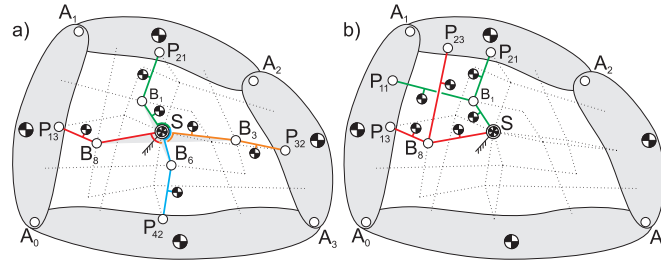 a)
A₁
P₂₁
A₂
B₁
S
P₁₃
B₈
B₃
P₃₂
B₆
P₄₂
A₀
A₃
b)
A₁
P₂₃
P₂₁
A₂
P₁₁
B₁
S
P₁₃
B₈
A₀
A